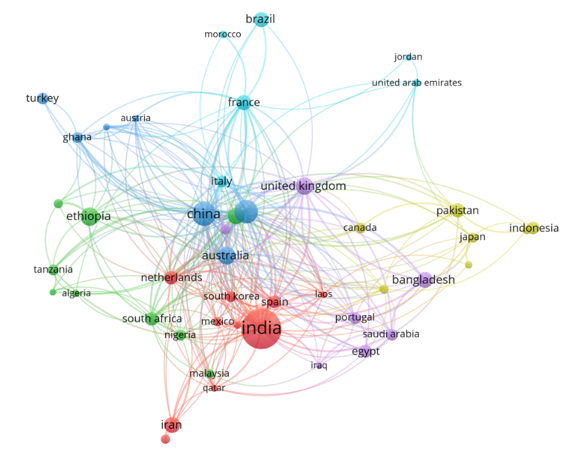 brazil
morocco
jordan
united arab emirates
turkey
france
austria
ghana
italy
united kingdom
china
ethiopia
pakistan
canada
indonesia
japan
australia
tanzania
netherlands
bangladesh
algeria
south korea
spain
laos
south africa
mexico
india
portugal
nigeria
saudi arabia
egypt
iraq
malaysia
qatar
iran